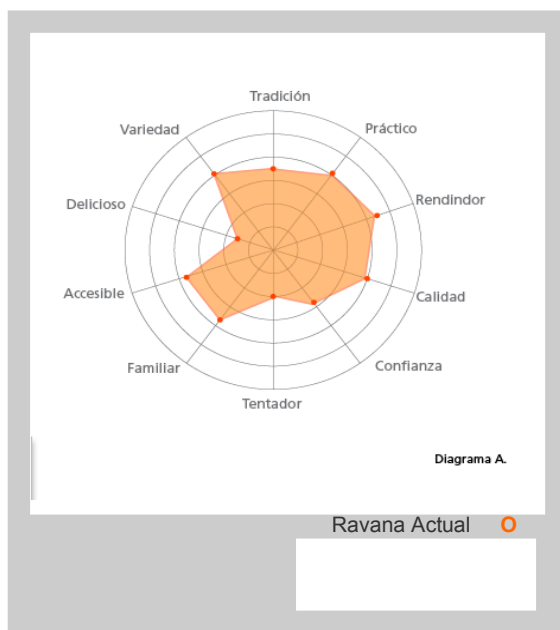 Tradición
Variedad
Práctico
Delicioso
Rendindor
Accesible
Calidad
Familiar
Confianza
Tentador
Diagrama A.
Ravana Actual O